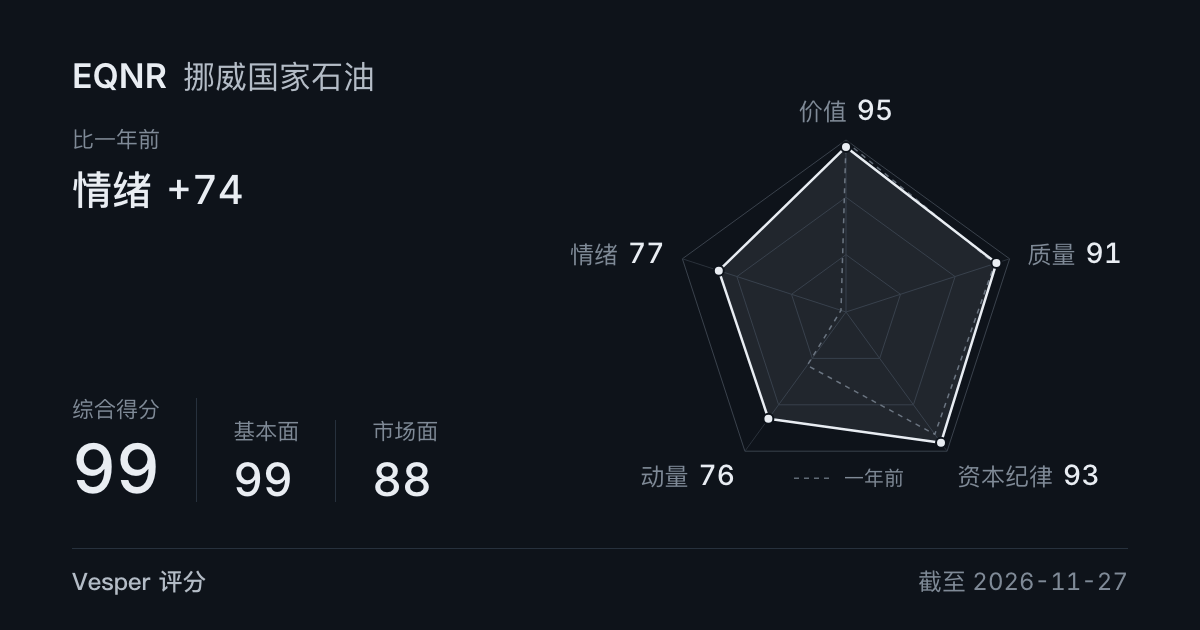 EQNR 挪威国家石油
比一年前
情绪 +74
价值 95
情绪 77
质量 91
动量 76
一年前
资本纪律 93
综合得分
99
基本面
99
市场面
88
Vesper 评分
截至 2026-11-27